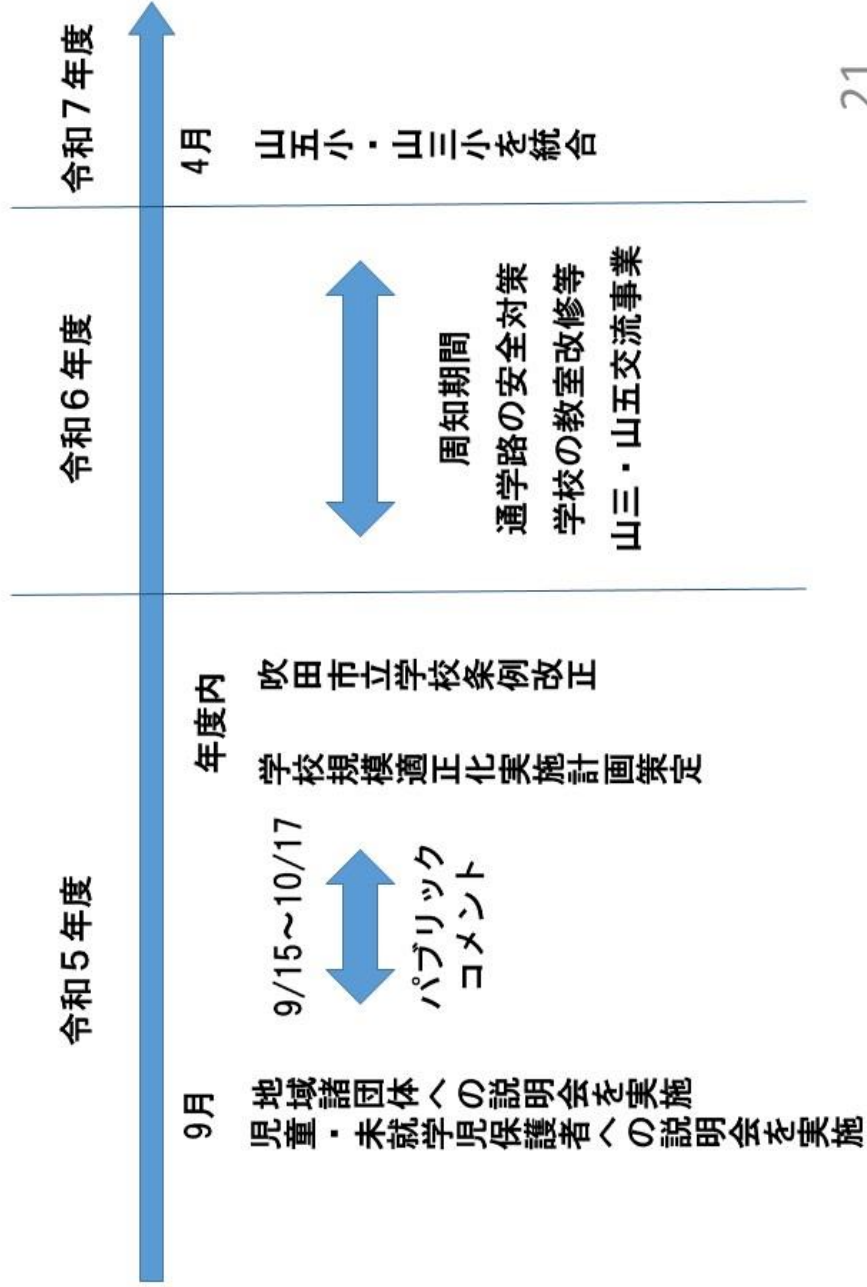 令和5年度
令和6年度
令和7年度
9月
児童・未就学児保護者への説明会を実施
地域諸団体への説明会を実施
9/15～10/17
パブリック
コメント
年度内
学校規模適正化実施計画策定
吹田市立学校条例改正
周知期間
通学路の安全対策
学校の教室改修等
山三・山五交流事業
4月
山五小・山三小を統合
21